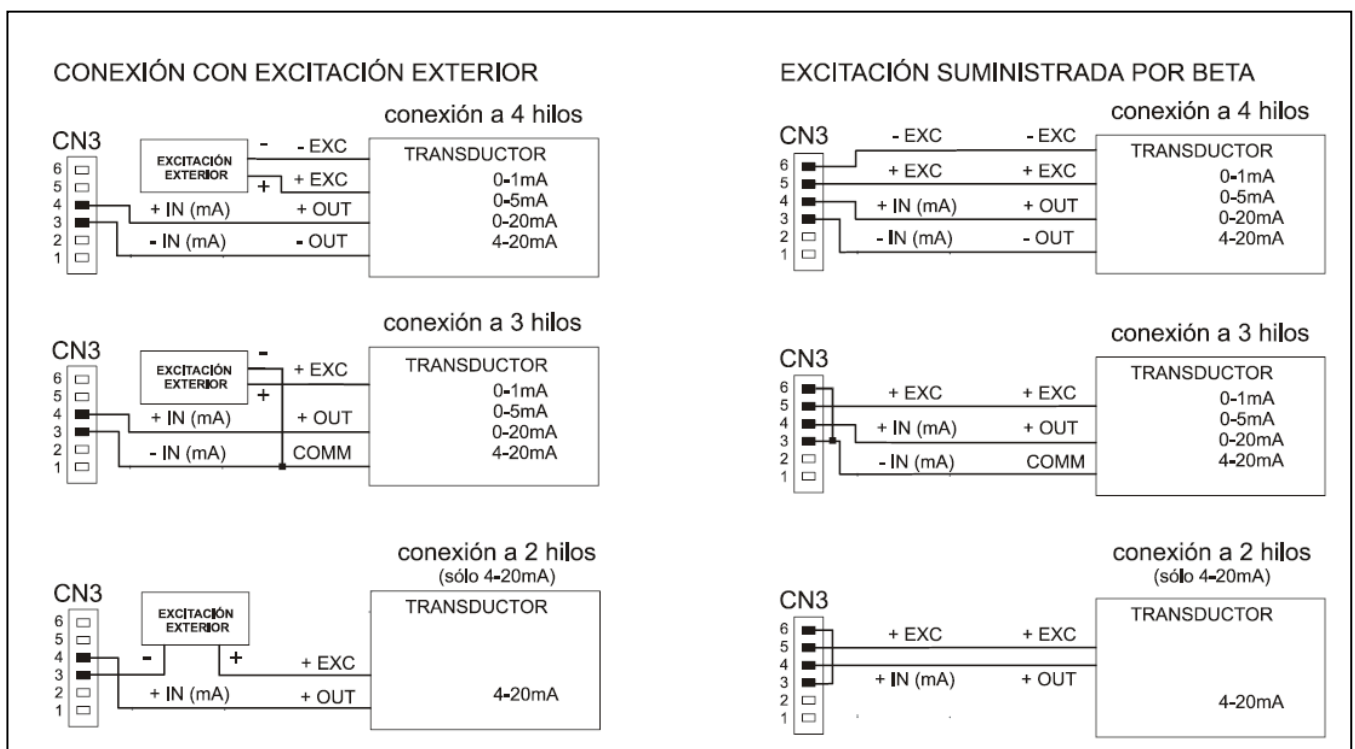 CONEXIÓN CON EXCITACIÓN EXTERIOR
conexión a 4 hilos
CN3
6
5
4
3
2
1
EXCITACIÓN
EXTERIOR
-
+
- EXC
+ EXC
+ IN (mA)
+ OUT
- IN (mA)
- OUT
TRANSDUCTOR
0-1mA
0-5mA
0-20mA
4-20mA
conexión a 3 hilos
CN3
6
5
4
3
2
1
EXCITACIÓN
EXTERIOR
-
+
+ EXC
+ IN (mA)
+ OUT
- IN (mA)
COMM
TRANSDUCTOR
0-1mA
0-5mA
0-20mA
4-20mA
conexión a 2 hilos
(sólo 4-20mA)
CN3
6
5
4
3
2
1
EXCITACIÓN
EXTERIOR
-
+
+ EXC
+ IN (mA)
+ OUT
TRANSDUCTOR
4-20mA
EXCITACIÓN SUMINISTRADA POR BETA
conexión a 4 hilos
CN3
6
5
4
3
2
1
- EXC
- EXC
+ EXC
+ EXC
+ IN (mA)
+ OUT
- IN (mA)
- OUT
TRANSDUCTOR
0-1mA
0-5mA
0-20mA
4-20mA
conexión a 3 hilos
CN3
6
5
4
3
2
1
+ EXC
+ EXC
+ IN (mA)
+ OUT
- IN (mA)
COMM
TRANSDUCTOR
0-1mA
0-5mA
0-20mA
4-20mA
conexión a 2 hilos
(sólo 4-20mA)
CN3
6
5
4
3
2
1
+ EXC
+ EXC
+ IN (mA)
+ OUT
TRANSDUCTOR
4-20mA